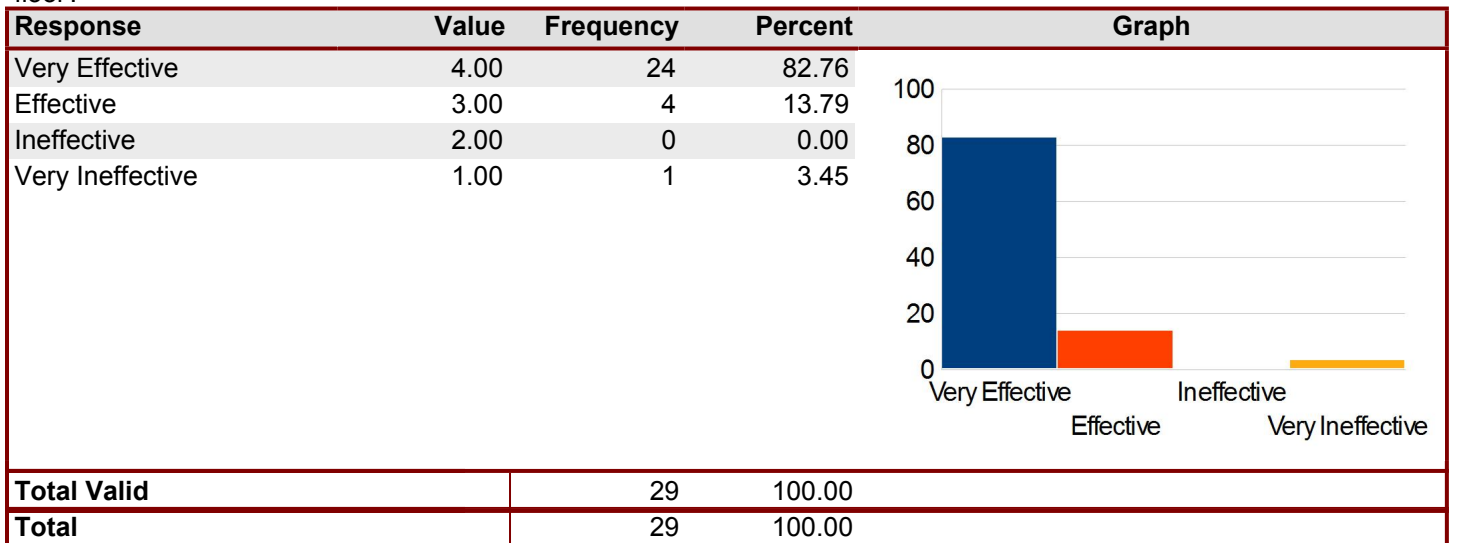 Response Value Frequency Percent Graph
Very Effective 4.00 24 82.76
Effective 3.00 4 13.79
Ineffective 2.00 0 0.00
Very Ineffective 1.00 1 3.45
100
80
60
40
20
0
Very Effective Ineffective
Effective Very Ineffective
Total Valid 29 100.00
Total 29 100.00